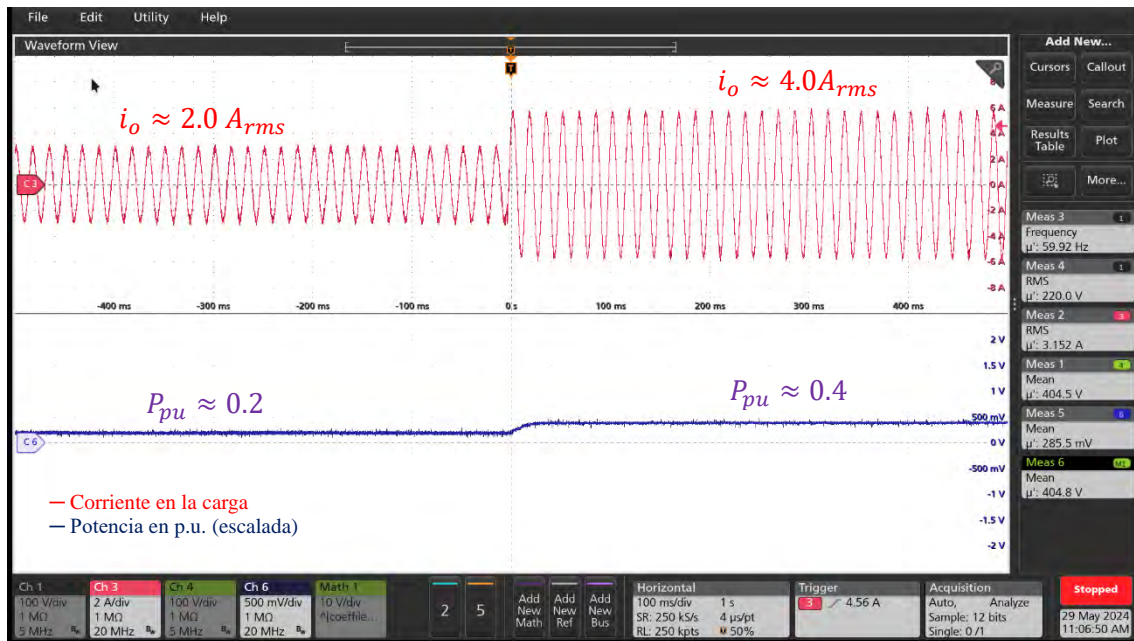 File Edit Utility Help
Waveform View
Add New...
Cursors Callout
Measure Search
Results Table Plot
More...
i_o ≈ 2.0 A_rms
i_o ≈ 4.0A_rms
C 3
T
T
6 A
4 A
2 A
0 A
-2 A
-4 A
-6 A
-8 A
-400 ms -300 ms -200 ms -100 ms 0 s 100 ms 200 ms 300 ms 400 ms
P_pu ≈ 0.2
P_pu ≈ 0.4
C 6
2 V
1.5 V
1 V
500 mV
0 V
-500 mV
-1 V
-1.5 V
-2 V
— Corriente en la carga
— Potencia en p.u. (escalada)
Meas 3 1
Frequency
µ': 59.92 Hz
Meas 4 1
RMS
µ': 220.0 V
Meas 2 3
RMS
µ': 3.152 A
Meas 1 4
Mean
µ': 404.5 V
Meas 5 6
Mean
µ': 285.5 mV
Meas 6 M1
Mean
µ': 404.8 V
Ch 1
100 V/div
1 MΩ
5 MHz
Ch 3
2 A/div
1 MΩ
20 MHz
Ch 4
100 V/div
1 MΩ
5 MHz
Ch 6
500 mV/div
1 MΩ
20 MHz
Math 1
10 V/div
2
5
Add New Math
Add New Ref
Add New Bus
Horizontal
100 ms/div 1 s
SR: 250 kS/s 4 µs/pt
RL: 250 kpts 50%
Trigger
3 4.56 A
Acquisition
Auto, Analyze
Sample: 12 bits
Single: 0/1
Stopped
29 May 2024
11:06:50 AM